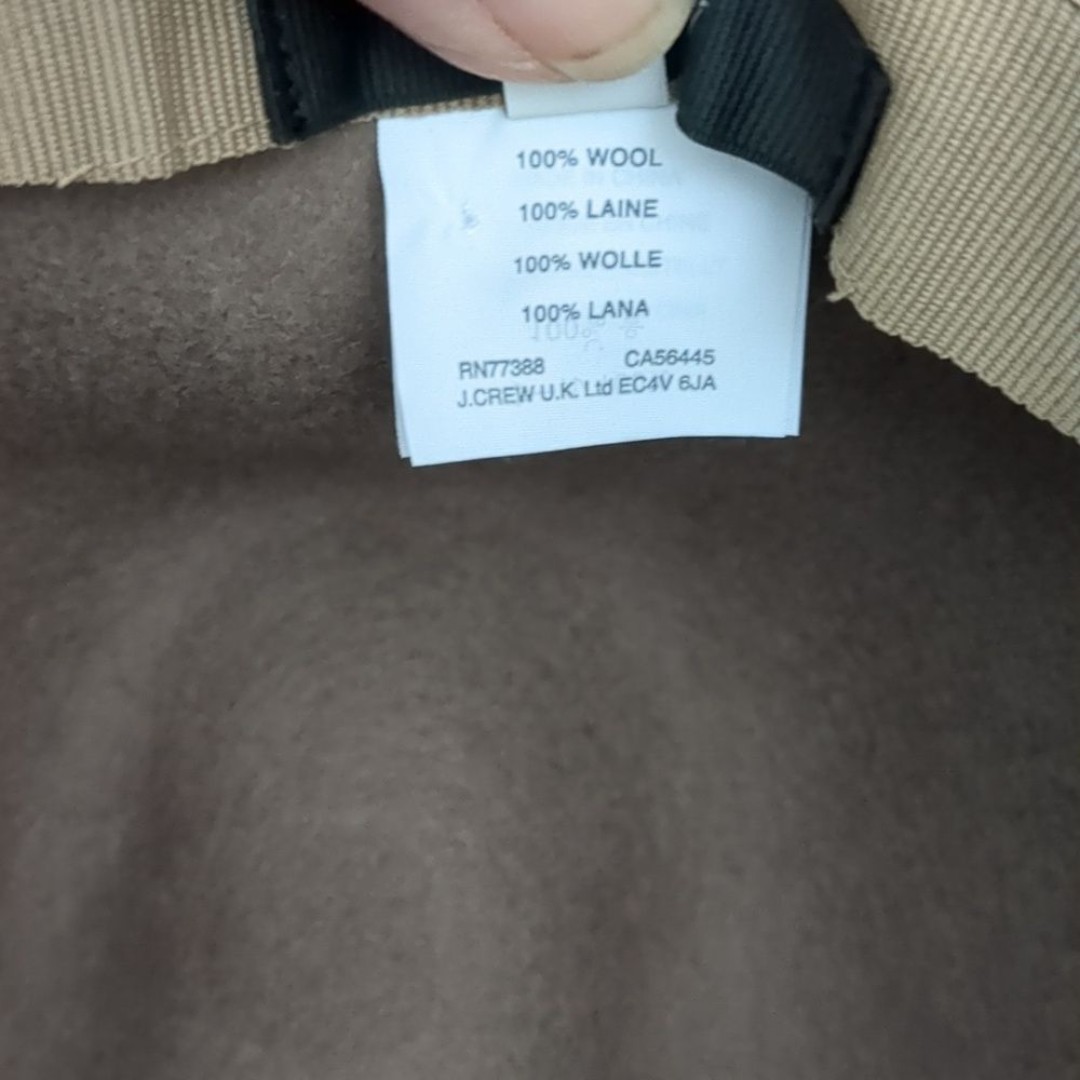 100% WOOL
100% LAINE
100% WOLLE
100% LANA
RN77388 CA56445
J.CREW U.K. Ltd EC4V 6JA